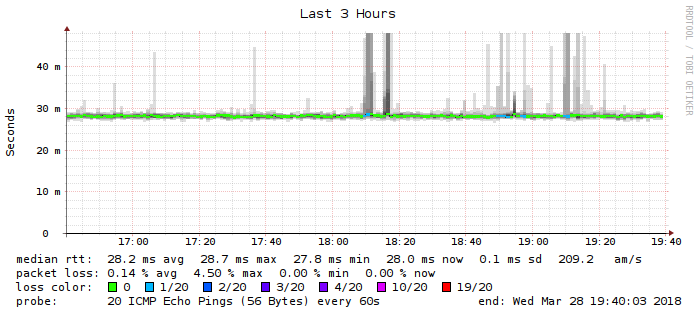 Last 3 Hours
RRDTOOL / TOBI OETIKER
Seconds
40 m
30 m
20 m
10 m
0
17:00 17:20 17:40 18:00 18:20 18:40 19:00 19:20 19:40
median rtt: 28.2 ms avg 28.7 ms max 27.8 ms min 28.0 ms now 0.1 ms sd 209.2 am/s
packet loss: 0.14 % avg 4.50 % max 0.00 % min 0.00 % now
loss color: 0 1/20 2/20 3/20 4/20 10/20 19/20
probe: 20 ICMP Echo Pings (56 Bytes) every 60s end: Wed Mar 28 19:40:03 2018